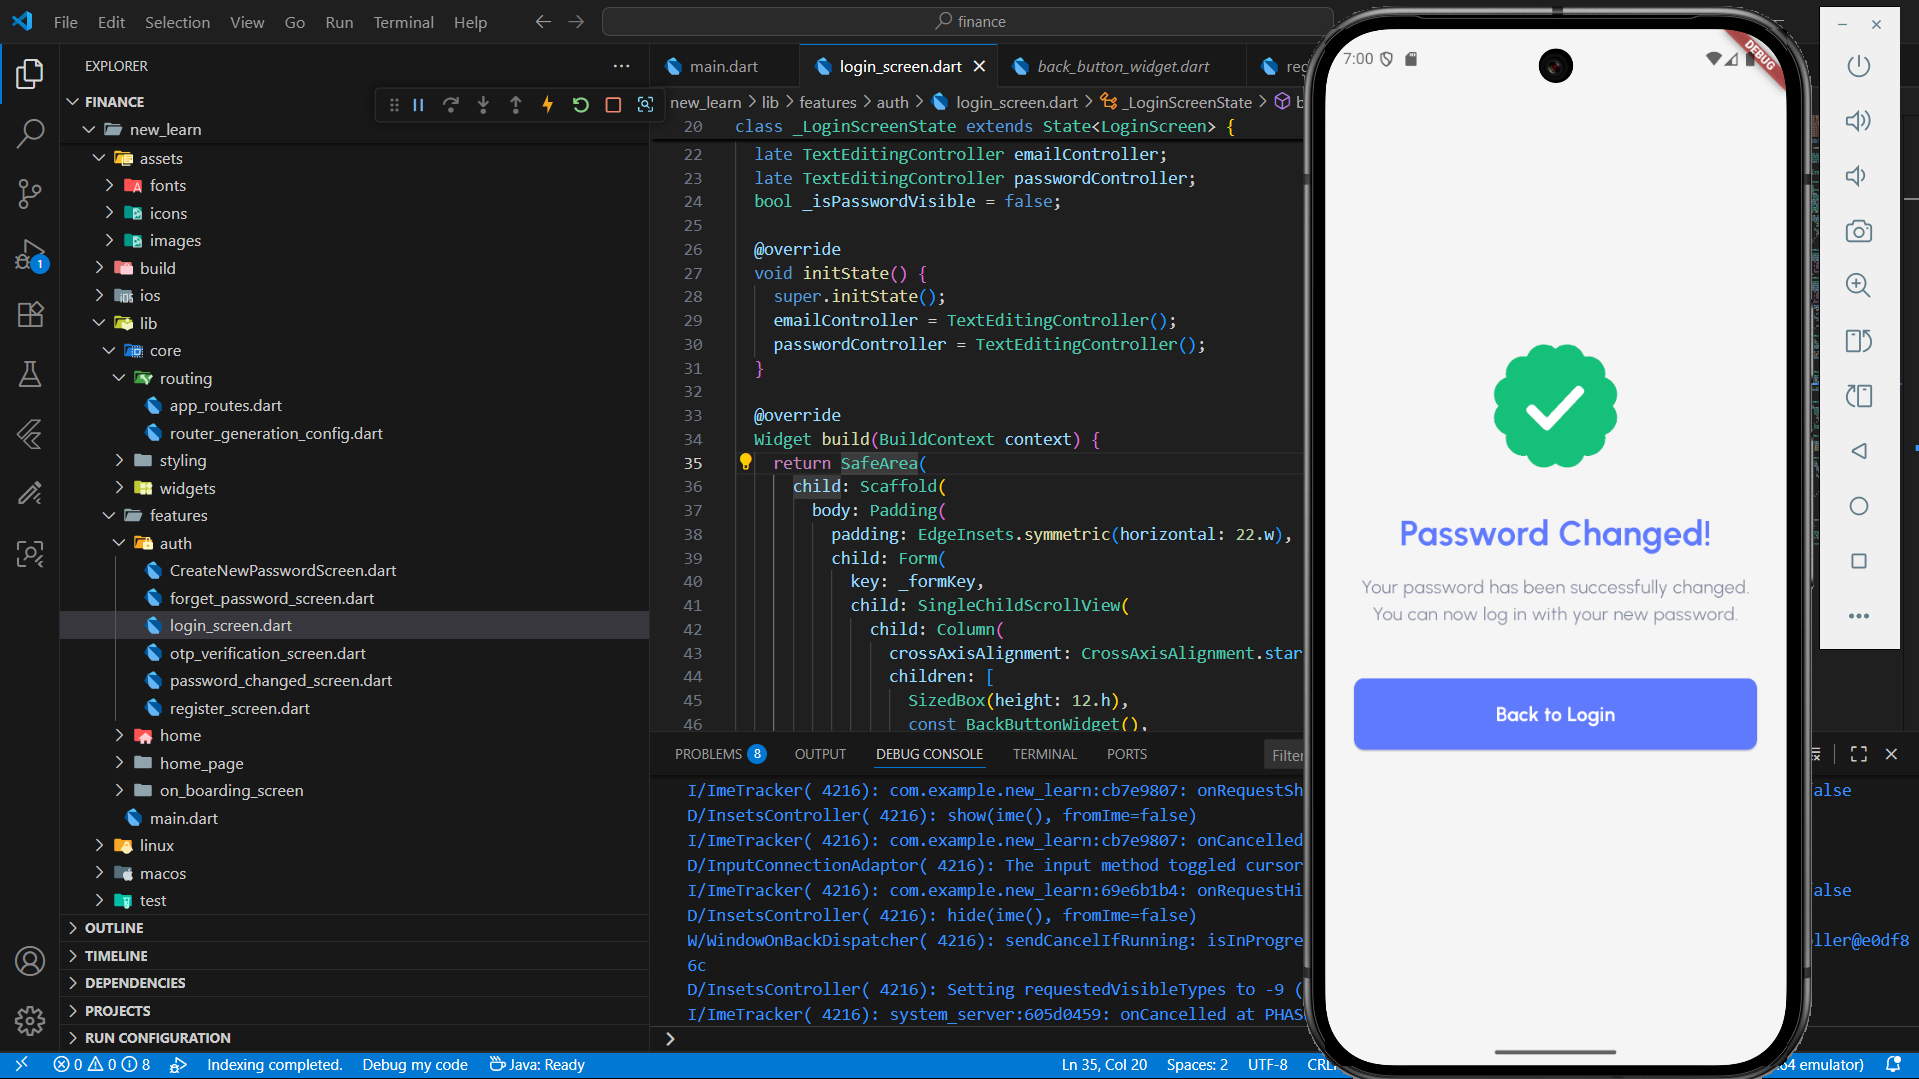 File Edit Selection View Go Run Terminal Help
finance
EXPLORER
FINANCE
new_learn
assets
fonts
icons
images
build
ios
lib
core
routing
app_routes.dart
router_generation_config.dart
styling
widgets
features
auth
CreateNewPasswordScreen.dart
forget_password_screen.dart
login_screen.dart
otp_verification_screen.dart
password_changed_screen.dart
register_screen.dart
home
home_page
on_boarding_screen
main.dart
linux
macos
test
OUTLINE
TIMELINE
DEPENDENCIES
PROJECTS
RUN CONFIGURATION
1
main.dart login_screen.dart back_button_widget.dart
new_learn > lib > features > auth > login_screen.dart > _LoginScreenState >
20 class _LoginScreenState extends State<LoginScreen> {
22 late TextEditingController emailController;
23 late TextEditingController passwordController;
24 bool _isPasswordVisible = false;
25
26 @override
27 void initState() {
28 super.initState();
29 emailController = TextEditingController();
30 passwordController = TextEditingController();
31 }
32
33 @override
34 Widget build(BuildContext context) {
35 return SafeArea(
36 child: Scaffold(
37 body: Padding(
38 padding: EdgeInsets.symmetric(horizontal: 22.w),
39 child: Form(
40 key: _formKey,
41 child: SingleChildScrollView(
42 child: Column(
43 crossAxisAlignment: CrossAxisAlignment.star
44 children: [
45 SizedBox(height: 12.h),
46 const BackButtonWidget(),
PROBLEMS 8 OUTPUT DEBUG CONSOLE TERMINAL PORTS Filter
I/ImeTracker( 4216): com.example.new_learn:cb7e9807: onRequestSh alse
D/InsetsController( 4216): show(ime(), fromIme=false)
I/ImeTracker( 4216): com.example.new_learn:cb7e9807: onCancelled
D/InputConnectionAdaptor( 4216): The input method toggled cursor
I/ImeTracker( 4216): com.example.new_learn:69e6b1b4: onRequestHi alse
D/InsetsController( 4216): hide(ime(), fromIme=false)
W/WindowOnBackDispatcher( 4216): sendCancelIfRunning: isInProgre ller@e0df8
6c
D/InsetsController( 4216): Setting requestedVisibleTypes to -9 (
I/ImeTracker( 4216): system_server:605d0459: onCancelled at PHAS
7:00
DEBUG
Password Changed!
Your password has been successfully changed.
You can now log in with your new password.
Back to Login
0 0 8 Indexing completed. Debug my code Java: Ready Ln 35, Col 20 Spaces: 2 UTF-8 64 emulator)